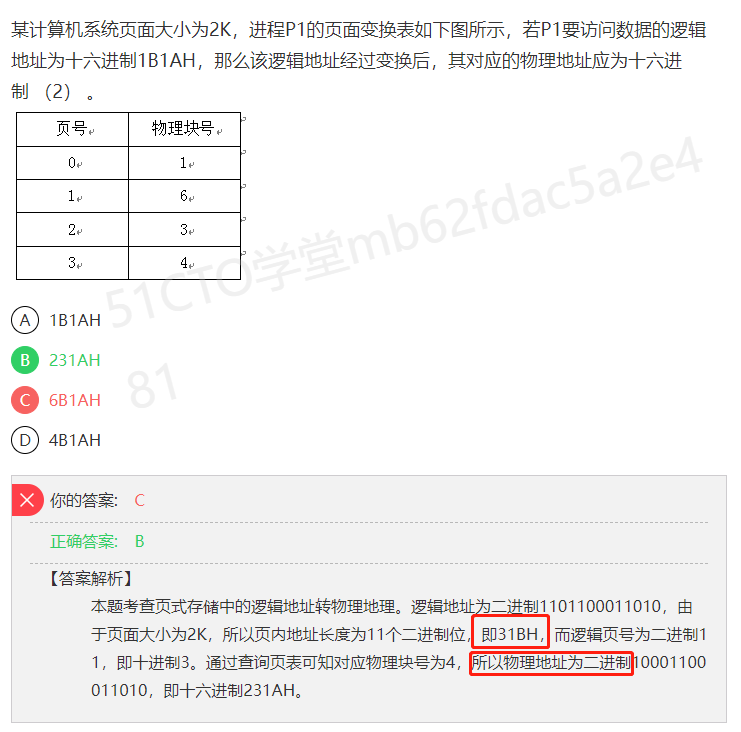 某计算机系统页面大小为2K，进程P1的页面变换表如下图所示，若P1要访问数据的逻辑
地址为十六进制1B1AH，那么该逻辑地址经过变换后，其对应的物理地址应为十六进
制 （2） 。
页号 物理块号
0 1
1 6
2 3
3 4
51CTO学堂mb62fdac5a2e4
81
A 1B1AH
B 231AH
C 6B1AH
D 4B1AH
你的答案: C
正确答案: B
【答案解析】
本题考查页式存储中的逻辑地址转物理地理。逻辑地址为二进制1101100011010，由
于页面大小为2K，所以页内地址长度为11个二进制位，即31BH，而逻辑页号为二进制1
1，即十进制3。通过查询页表可知对应物理块号为4，所以物理地址为二进制10001100
011010，即十六进制231AH。